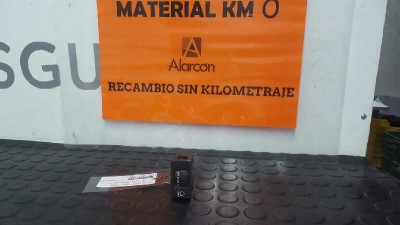 MATERIAL KM 0
Alarcon
RECAMBIO SIN KILOMETRAJE
SGU